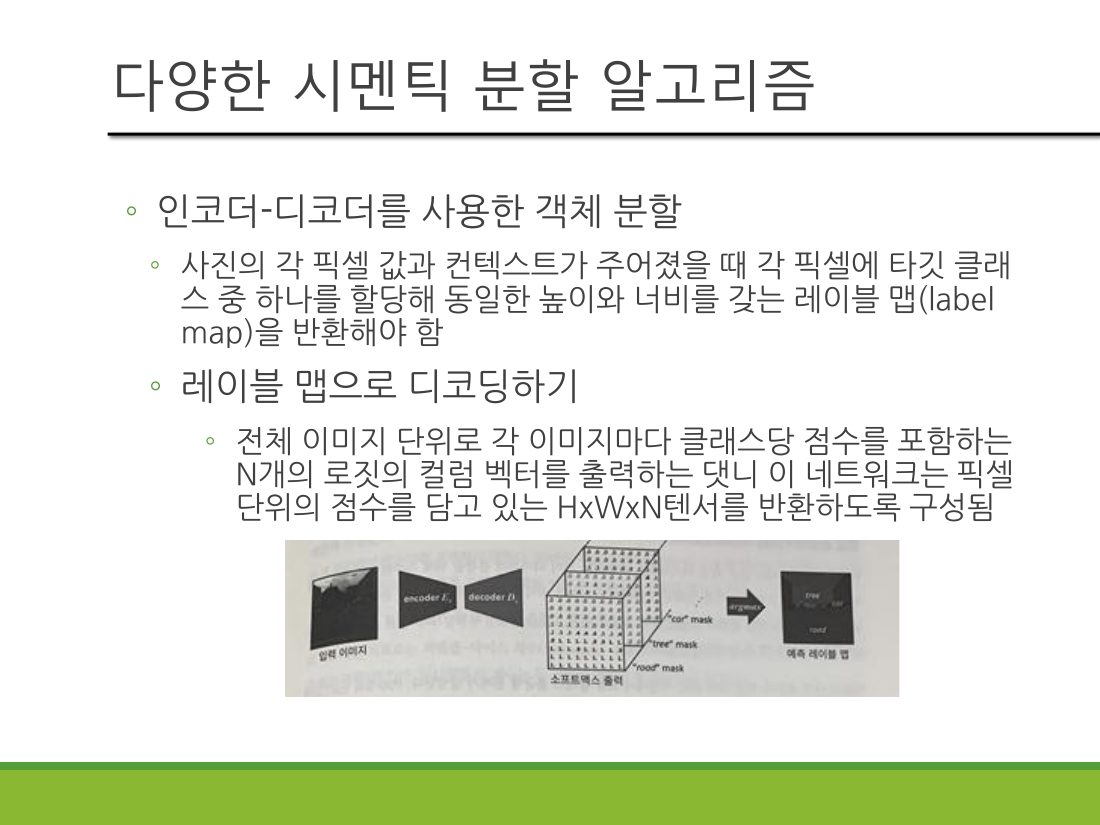 다양한 시멘틱 분할 알고리즘
◦ 인코더-디코더를 사용한 객체 분할
◦ 사진의 각 픽셀 값과 컨텍스트가 주어졌을 때 각 픽셀에 타깃 클래
스 중 하나를 할당해 동일한 높이와 너비를 갖는 레이블 맵(label
map)을 반환해야 함
◦ 레이블 맵으로 디코딩하기
◦ 전체 이미지 단위로 각 이미지마다 클래스당 점수를 포함하는
N개의 로짓의 컬럼 벡터를 출력하는 댓니 이 네트워크는 픽셀
단위의 점수를 담고 있는 HxWxN텐서를 반환하도록 구성됨
입력 이미지
encoder
decoder
"car" mask
"tree" mask
"road" mask
소프트맥스 출력
argmax
tree
car
road
예측 레이블 맵